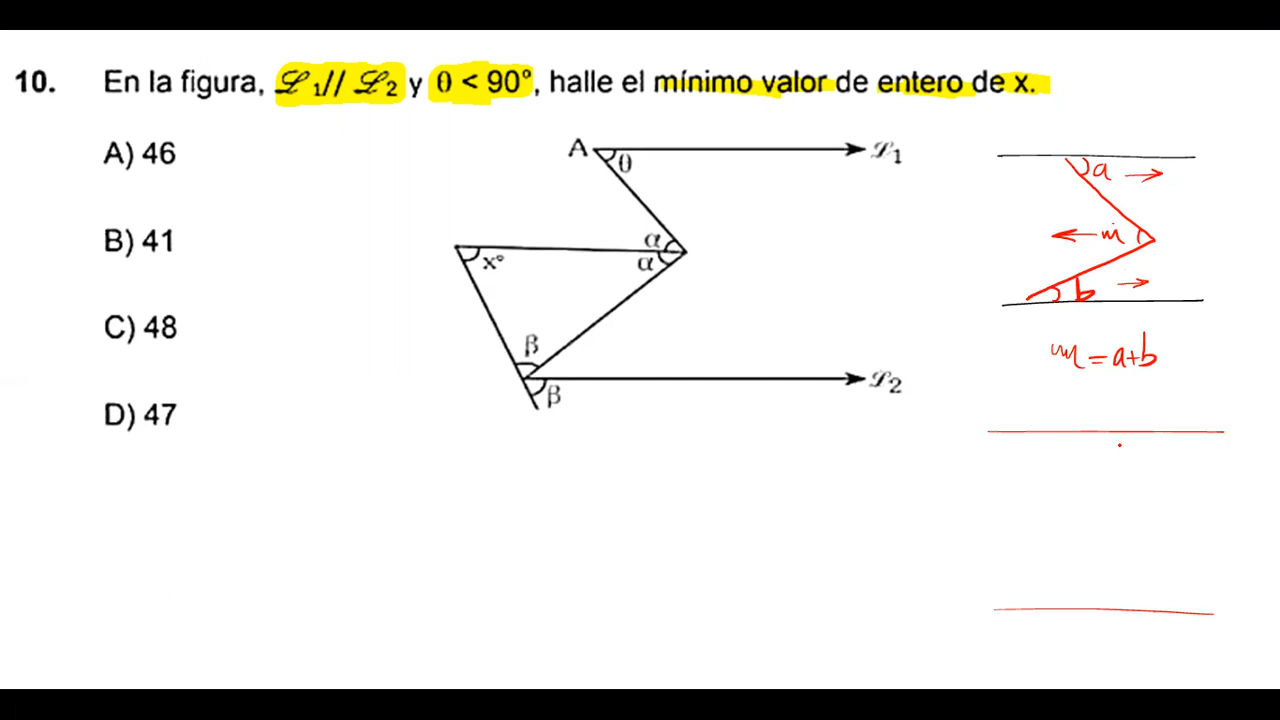 10. En la figura, ℒ1// ℒ2 y θ < 90°, halle el mínimo valor de entero de x.
A) 46
B) 41
C) 48
D) 47
A
θ
ℒ1
α
α
x°
β
β
ℒ2
a
m
b
m = a+b